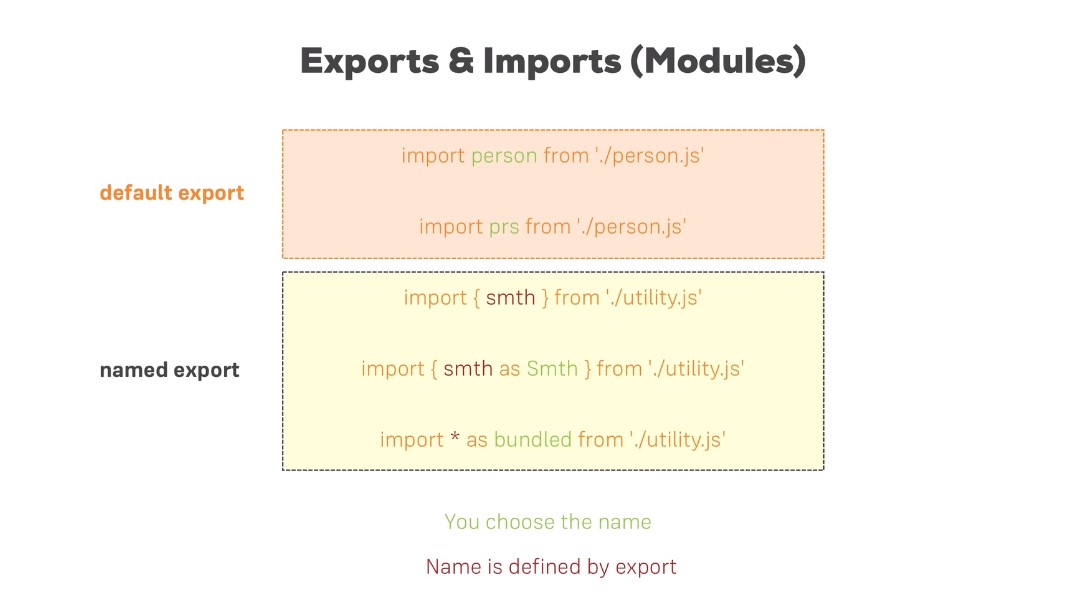 Exports & Imports (Modules)
default export
import person from './person.js'
import prs from './person.js'
named export
import { smth } from './utility.js'
import { smth as Smth } from './utility.js'
import * as bundled from './utility.js'
You choose the name
Name is defined by export